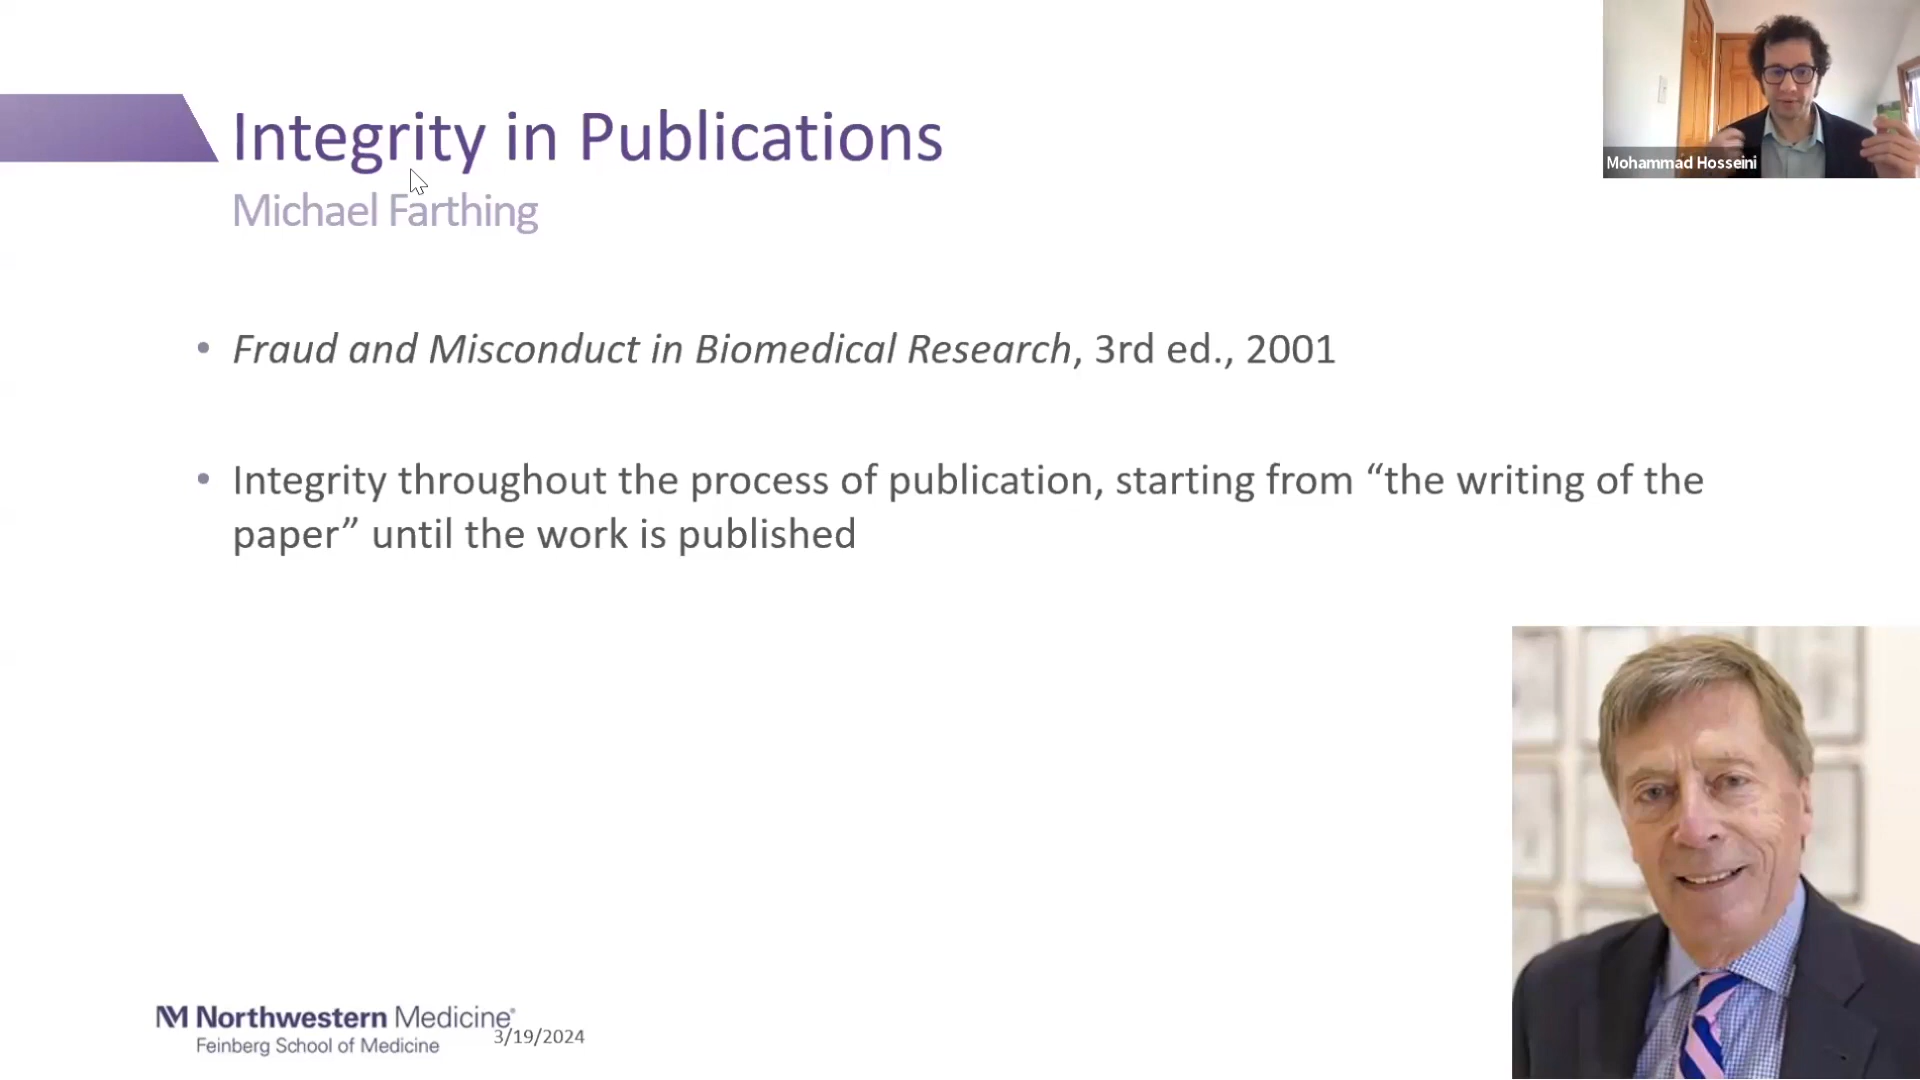 Integrity in Publications
Michael Farthing
Mohammad Hosseini
• Fraud and Misconduct in Biomedical Research, 3rd ed., 2001
• Integrity throughout the process of publication, starting from “the writing of the
paper” until the work is published
NM Northwestern Medicine®
Feinberg School of Medicine
3/19/2024